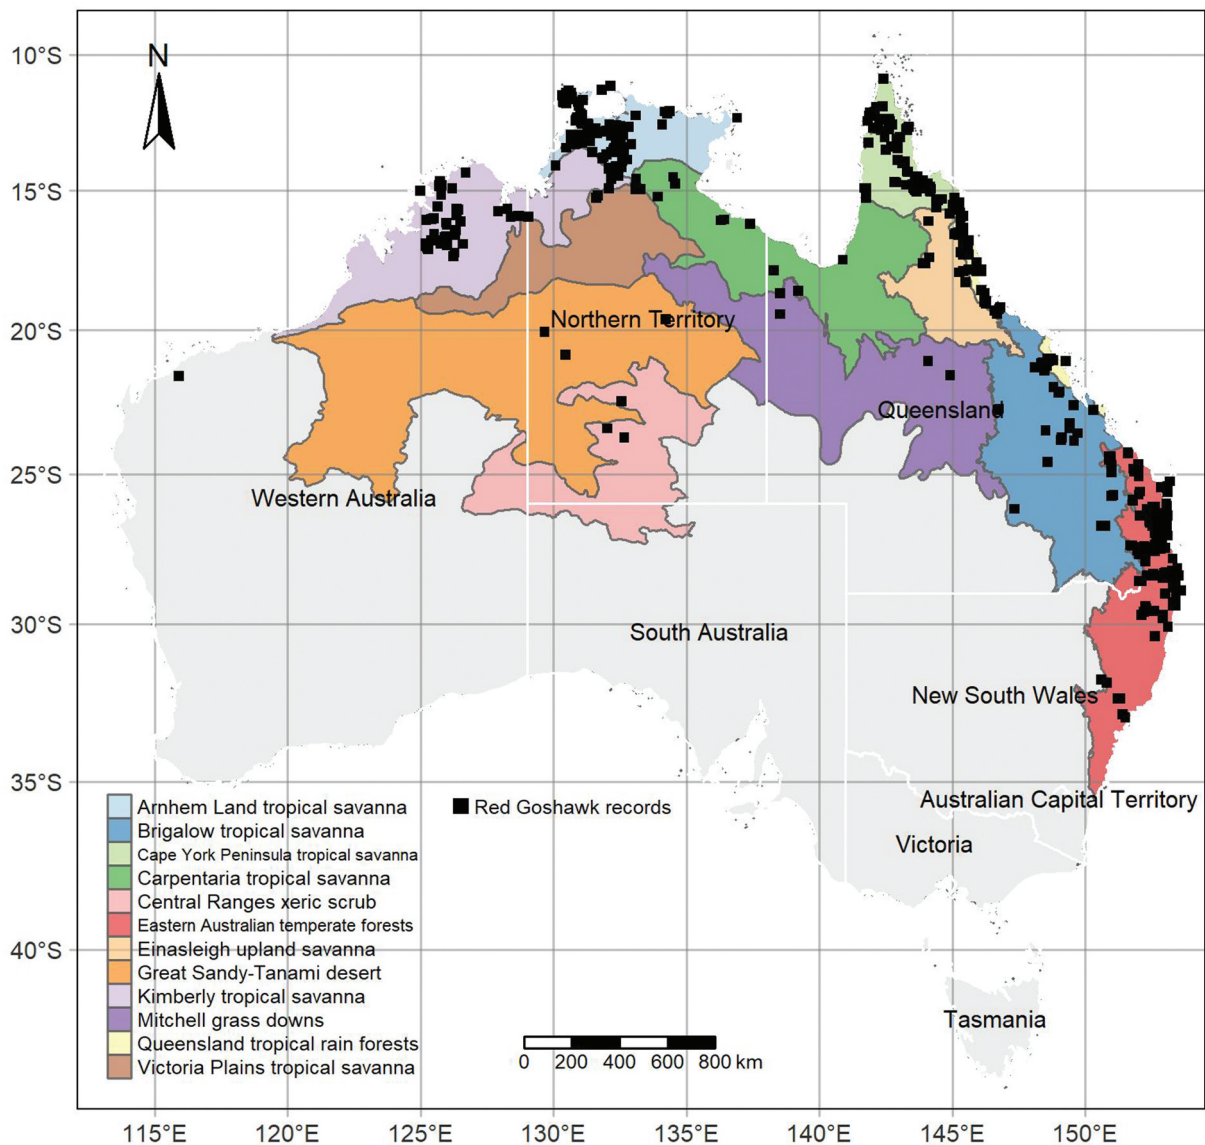 N
10°S
15°S
20°S
25°S
30°S
35°S
40°S
Northern Territory
Queensland
Western Australia
South Australia
New South Wales
Australian Capital Territory
Victoria
Tasmania
Arnhem Land tropical savanna
Brigalow tropical savanna
Cape York Peninsula tropical savanna
Carpentaria tropical savanna
Central Ranges xeric scrub
Eastern Australian temperate forests
Einasleigh upland savanna
Great Sandy-Tanami desert
Kimberly tropical savanna
Mitchell grass downs
Queensland tropical rain forests
Victoria Plains tropical savanna
Red Goshawk records
0 200 400 600 800 km
115°E 120°E 125°E 130°E 135°E 140°E 145°E 150°E